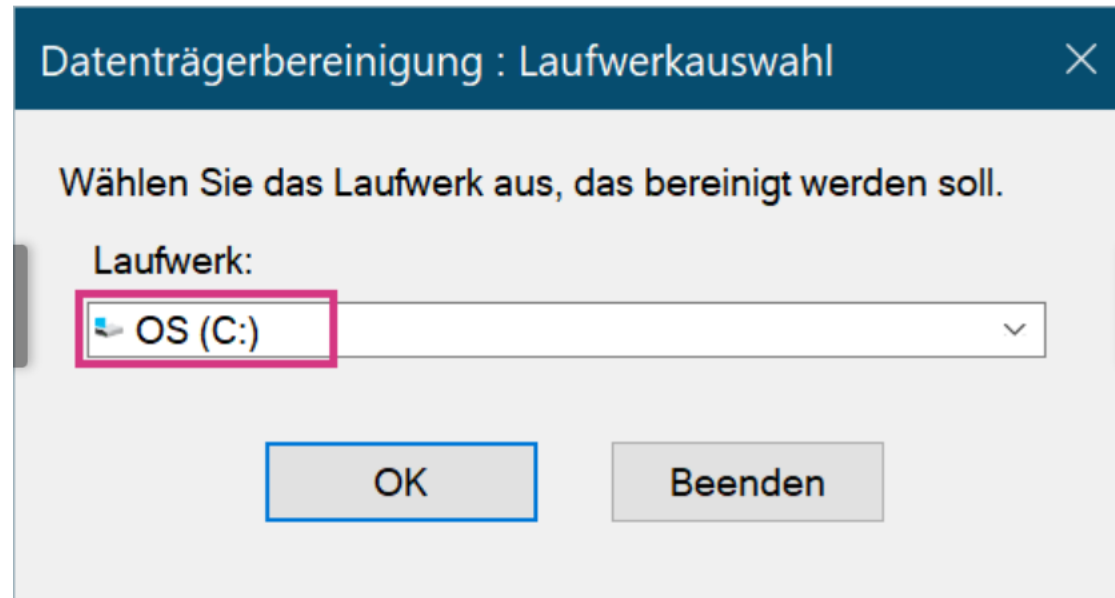 Datenträgerbereinigung : Laufwerkauswahl
Wählen Sie das Laufwerk aus, das bereinigt werden soll.
Laufwerk:
OS (C:)
OK
Beenden